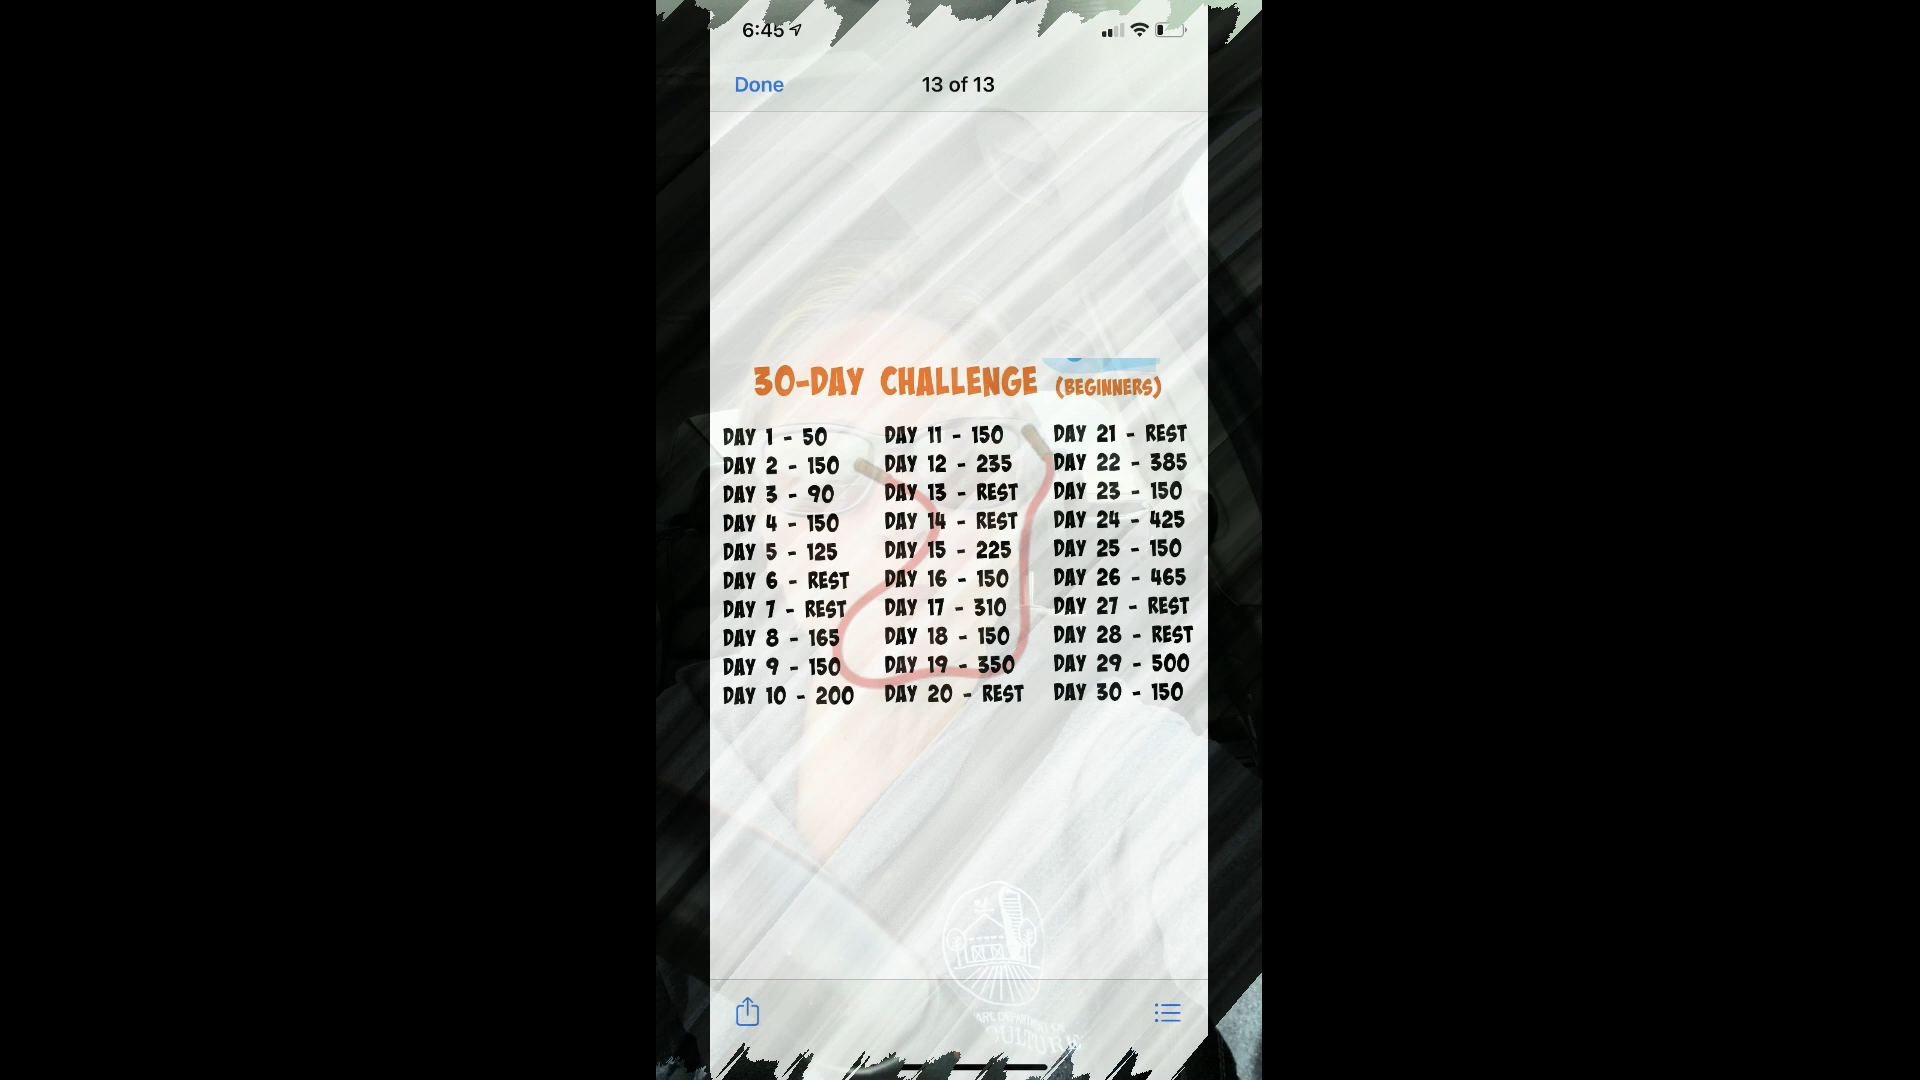 6:45
Done
13 of 13
30-DAY CHALLENGE (BEGINNERS)
DAY 1 - 50
DAY 2 - 150
DAY 3 - 90
DAY 4 - 150
DAY 5 - 125
DAY 6 - REST
DAY 7 - REST
DAY 8 - 165
DAY 9 - 150
DAY 10 - 200
DAY 11 - 150
DAY 12 - 235
DAY 13 - REST
DAY 14 - REST
DAY 15 - 225
DAY 16 - 150
DAY 17 - 310
DAY 18 - 150
DAY 19 - 350
DAY 20 - REST
DAY 21 - REST
DAY 22 - 385
DAY 23 - 150
DAY 24 - 425
DAY 25 - 150
DAY 26 - 465
DAY 27 - REST
DAY 28 - REST
DAY 29 - 500
DAY 30 - 150